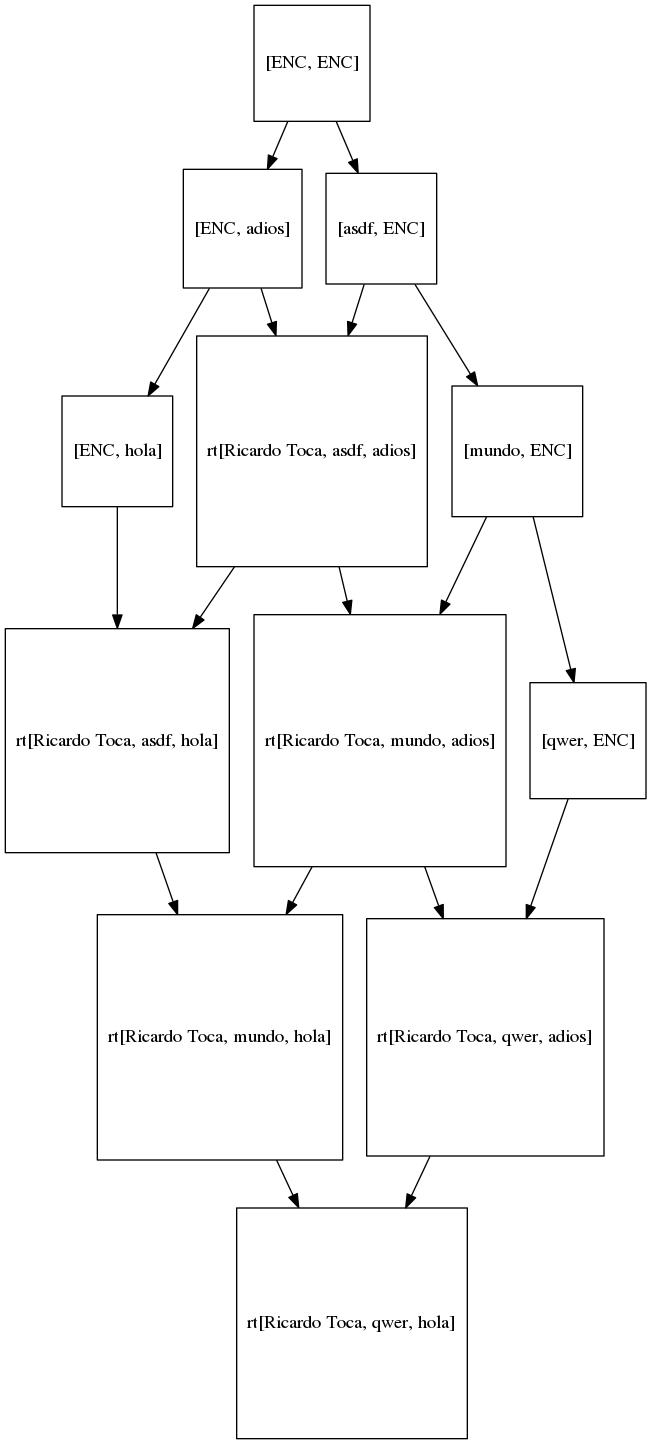 [ENC, ENC]
[ENC, adios]
[asdf, ENC]
[ENC, hola]
rt[Ricardo Toca, asdf, adios]
[mundo, ENC]
rt[Ricardo Toca, asdf, hola]
rt[Ricardo Toca, mundo, adios]
[qwer, ENC]
rt[Ricardo Toca, mundo, hola]
rt[Ricardo Toca, qwer, adios]
rt[Ricardo Toca, qwer, hola]